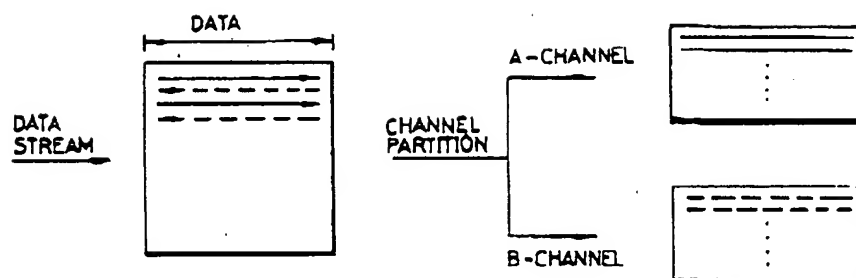 DATA
A-CHANNEL
DATA
STREAM
CHANNEL
PARTITION
B-CHANNEL